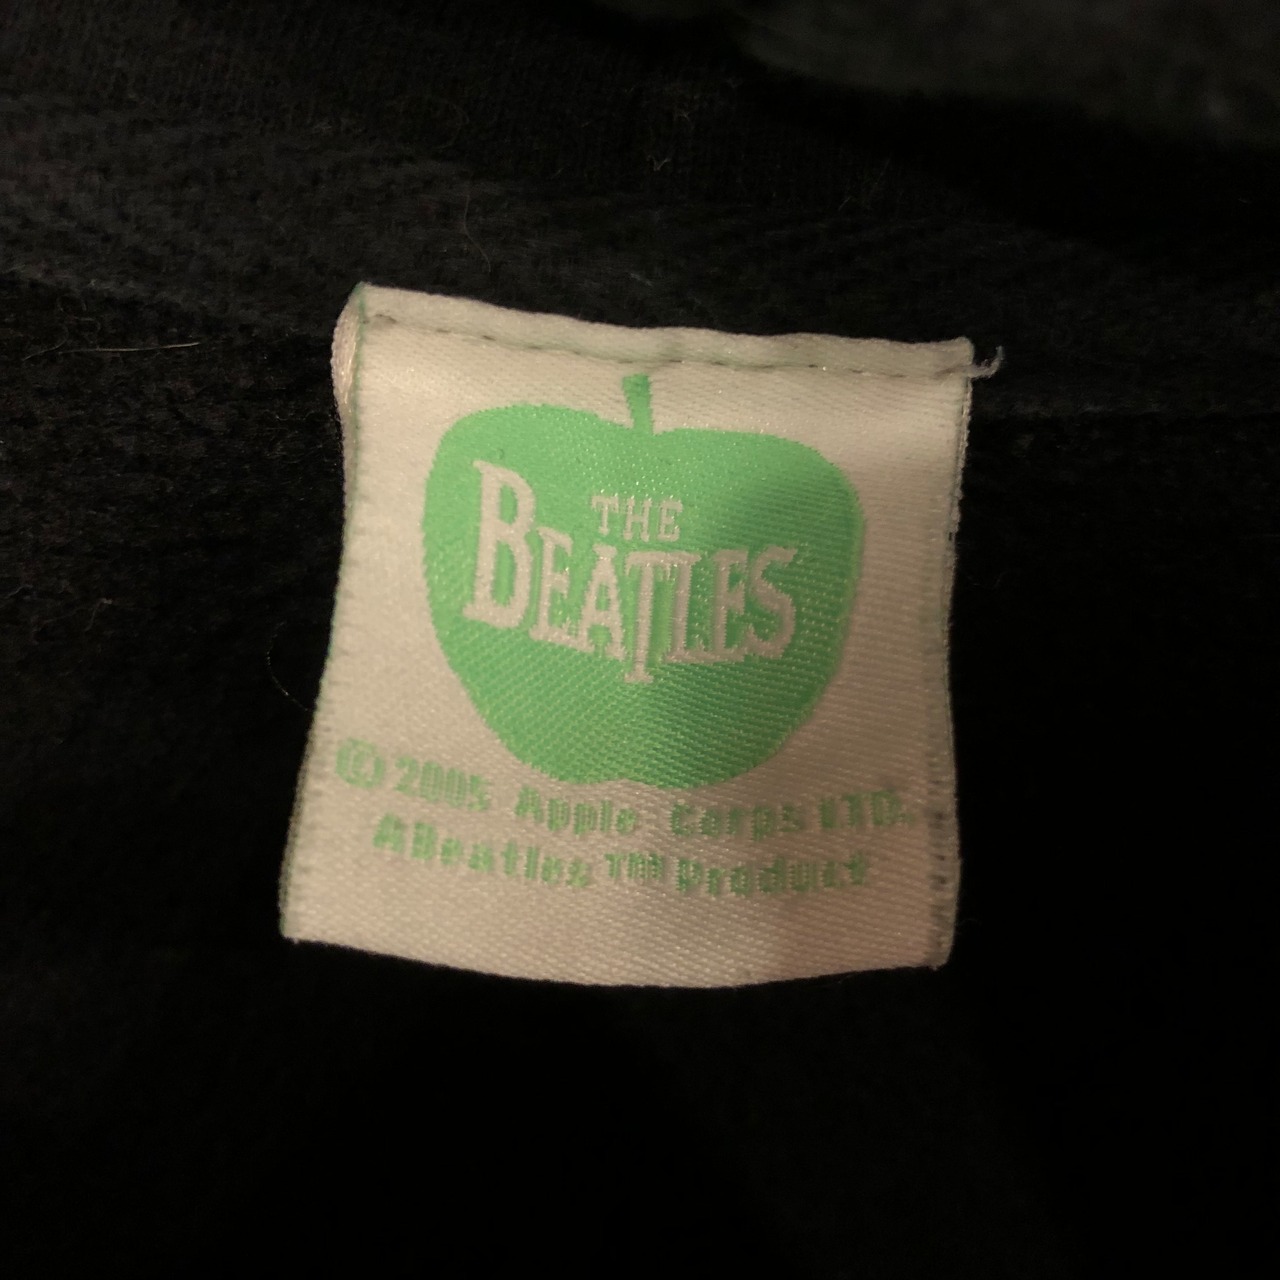 THE
BEATLES
© 2005 Apple Corps LTD.
A Beatles ™ Product